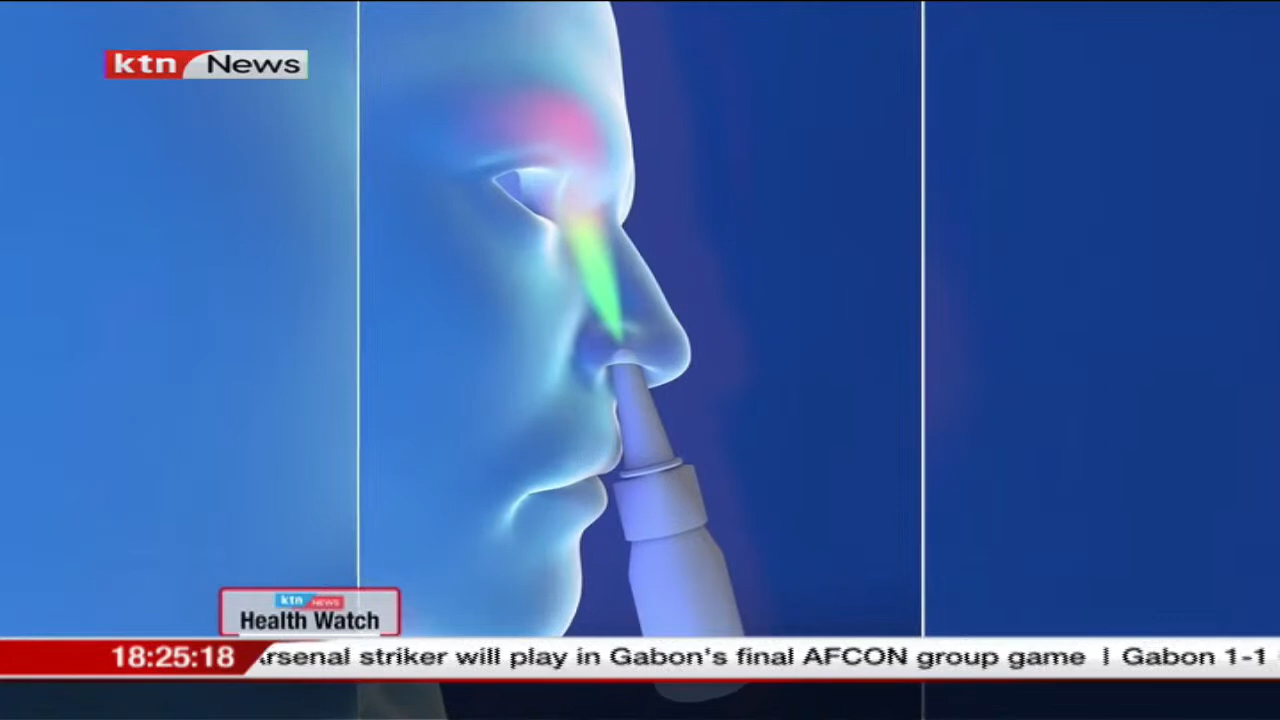 ktn News
ktn NEWS
Health Watch
18:25:18
rsenal striker will play in Gabon's final AFCON group game | Gabon 1-1